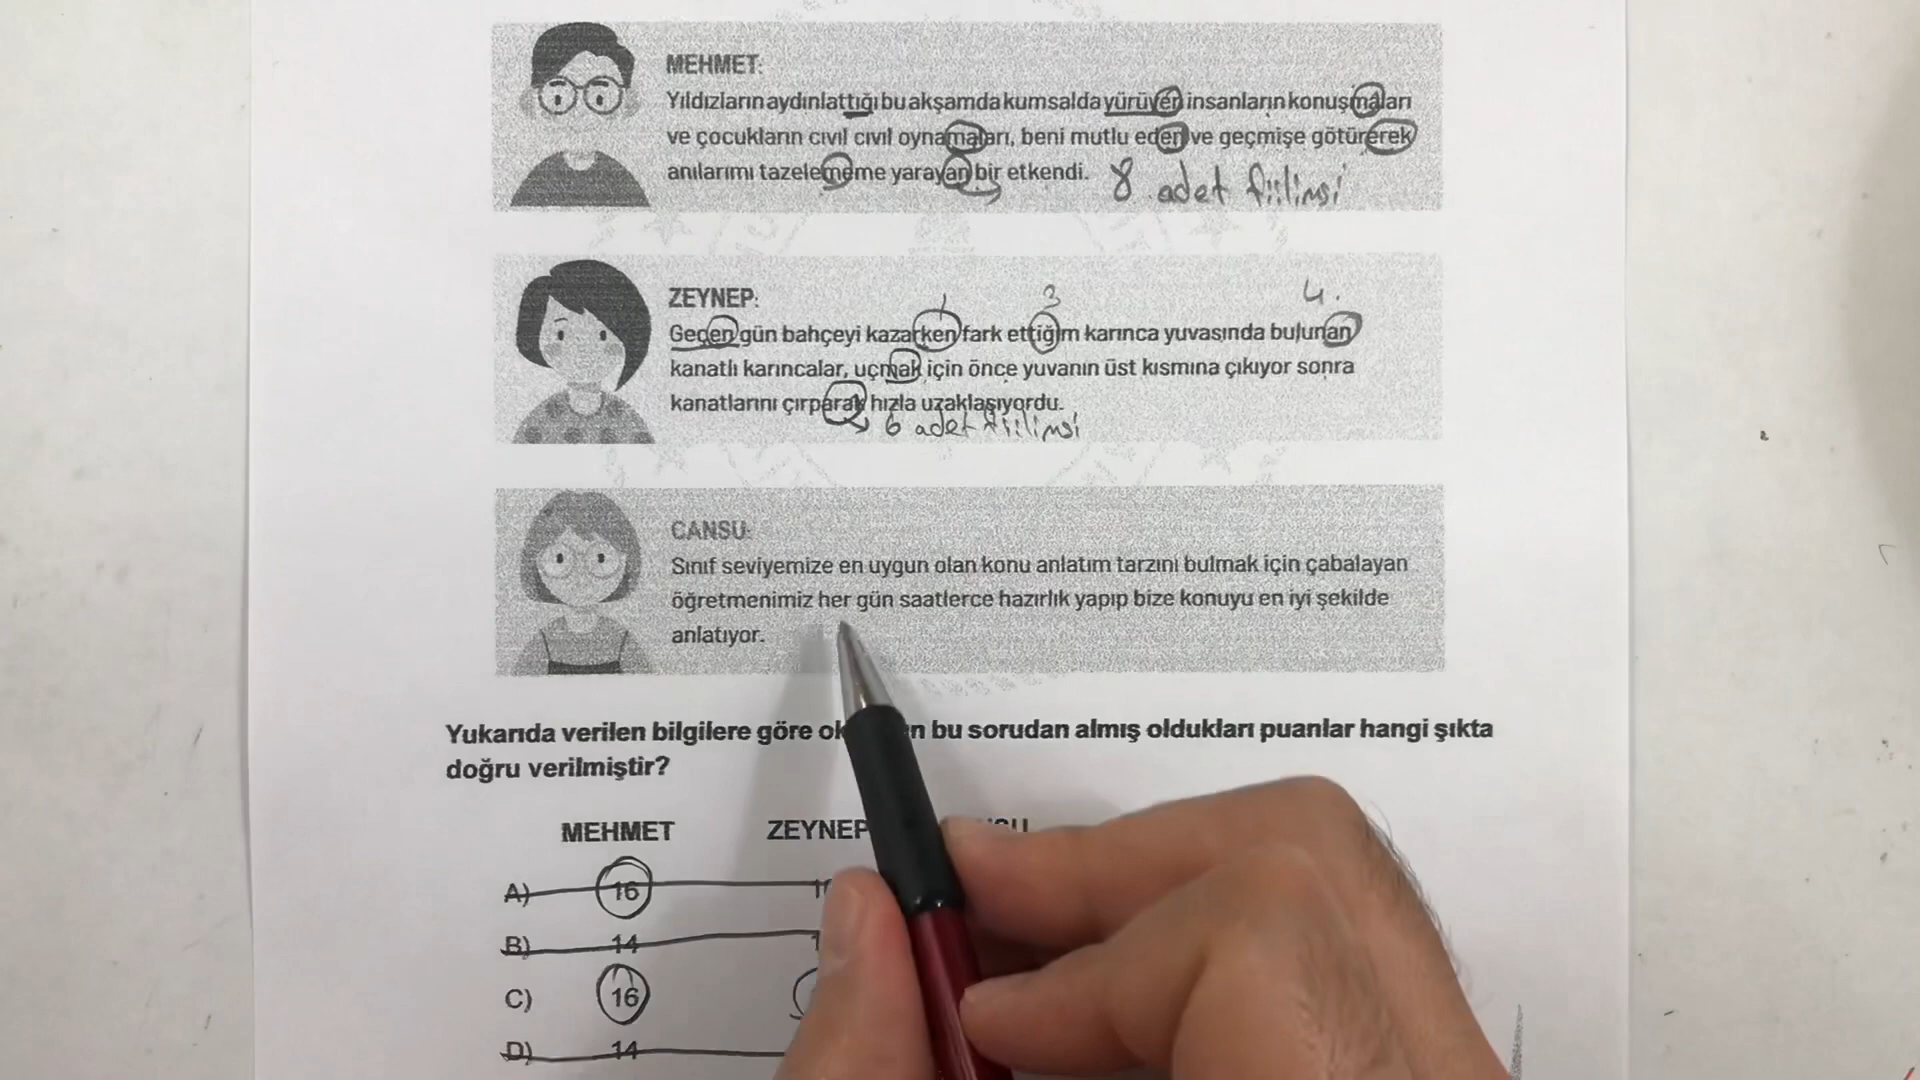 MEHMET:
Yıldızların aydınlattığı bu akşamda kumsalda yürüyen insanların konuşmaları
ve çocukların cıvıl cıvıl oynamaları, beni mutlu eden ve geçmişe götürerek
anılarımı tazelememe yarayan bir etkendi. 8 adet fiilimsi
ZEYNEP:
1 3 4.
Geçen gün bahçeyi kazarken fark ettiğim karınca yuvasında bulunan
kanatlı karıncalar, uçmak için önce yuvanın üst kısmına çıkıyor sonra
kanatlarını çırparak hızla uzaklaşıyordu.
6 adet fiilimsi
CANSU:
Sınıf seviyemize en uygun olan konu anlatım tarzını bulmak için çabalayan
öğretmenimiz her gün saatlerce hazırlık yapıp bize konuyu en iyi şekilde
anlatıyor.
Yukarıda verilen bilgilere göre bu sorudan almış oldukları puanlar hangi şıkta
doğru verilmiştir?
MEHMET ZEYNEP
A) 16
B) 14
C) 16
D) 14